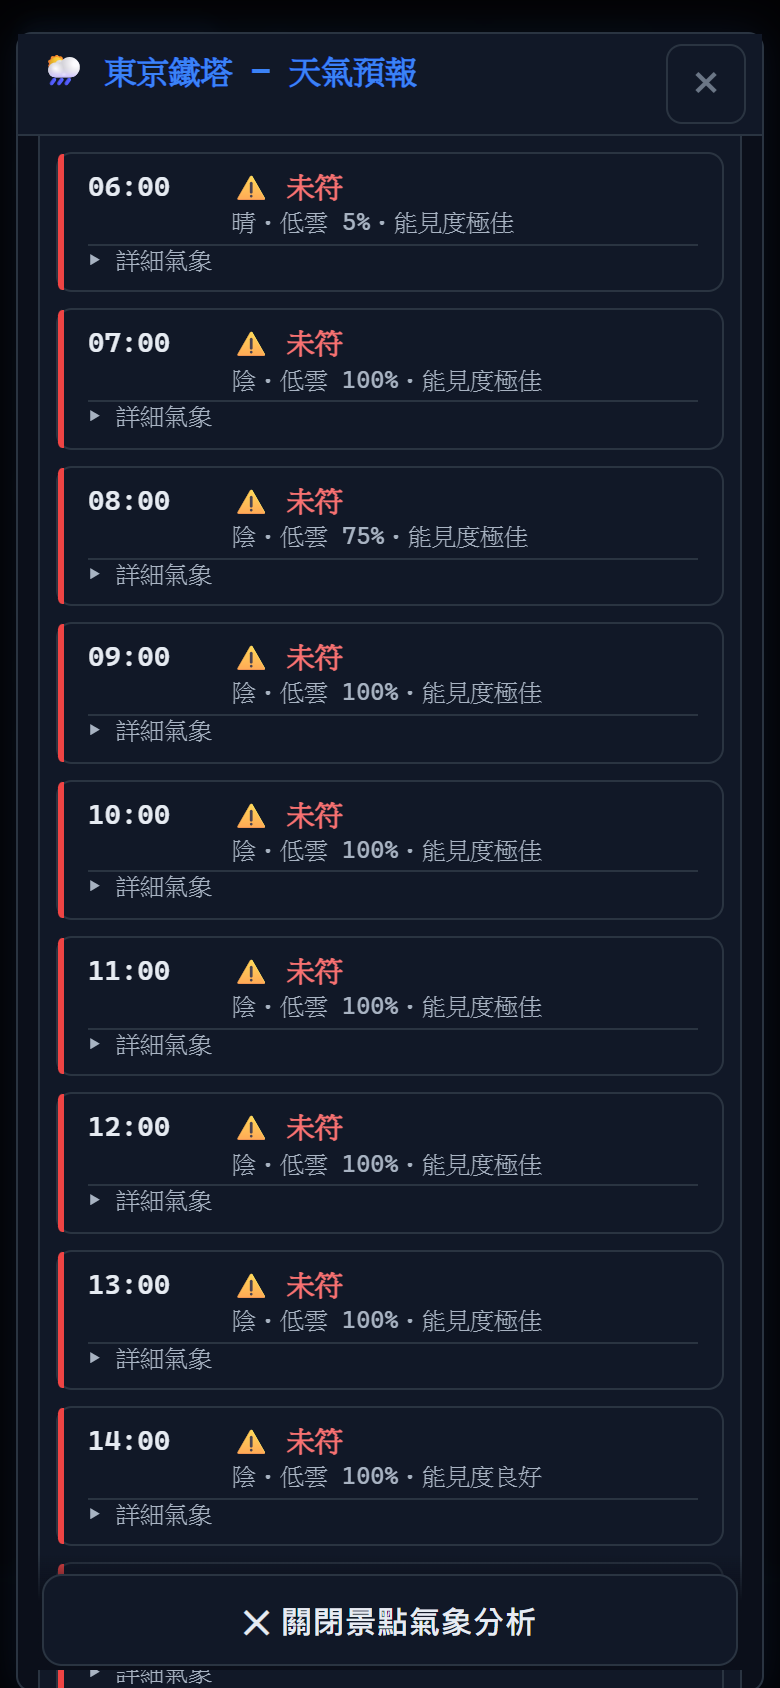 東京鐵塔 – 天氣預報
✕
06:00 ⚠️ 未符
晴・低雲 5%・能見度極佳
▸ 詳細氣象
07:00 ⚠️ 未符
陰・低雲 100%・能見度極佳
▸ 詳細氣象
08:00 ⚠️ 未符
陰・低雲 75%・能見度極佳
▸ 詳細氣象
09:00 ⚠️ 未符
陰・低雲 100%・能見度極佳
▸ 詳細氣象
10:00 ⚠️ 未符
陰・低雲 100%・能見度極佳
▸ 詳細氣象
11:00 ⚠️ 未符
陰・低雲 100%・能見度極佳
▸ 詳細氣象
12:00 ⚠️ 未符
陰・低雲 100%・能見度極佳
▸ 詳細氣象
13:00 ⚠️ 未符
陰・低雲 100%・能見度極佳
▸ 詳細氣象
14:00 ⚠️ 未符
陰・低雲 100%・能見度良好
▸ 詳細氣象
✕ 關閉景點氣象分析
▸ 詳細氣象